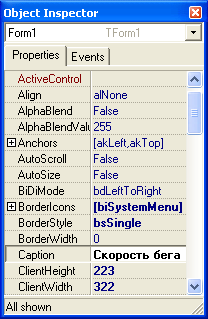 Object Inspector
Form1 TForm1
Properties Events
ActiveControl
Align alNone
AlphaBlend False
AlphaBlendValu 255
Anchors [akLeft,akTop]
AutoScroll False
AutoSize False
BiDiMode bdLeftToRight
BorderIcons [biSystemMenu]
BorderStyle bsSingle
BorderWidth 0
Caption Скорость бега
ClientHeight 223
ClientWidth 322
All shown